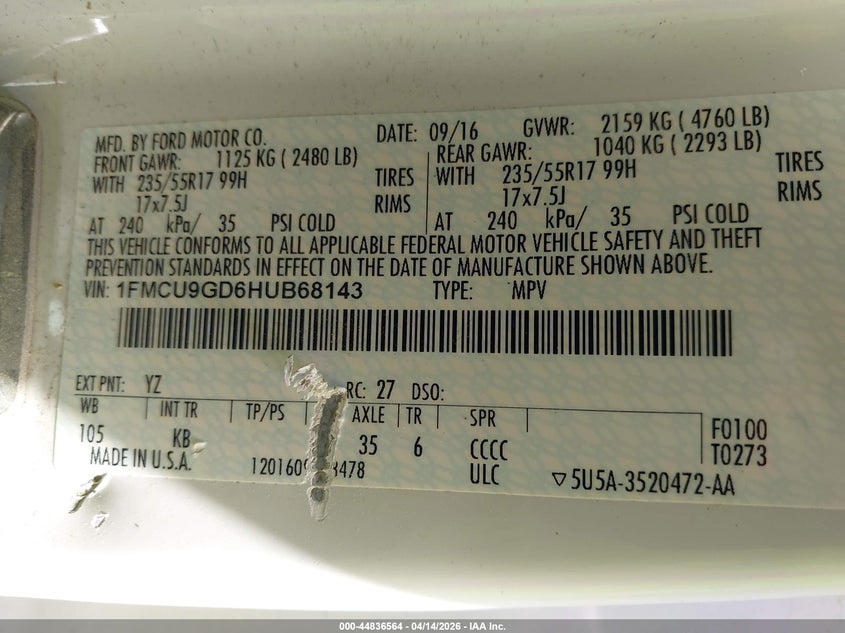 MFD. BY FORD MOTOR CO. DATE: 09/16 GVWR: 2159 KG ( 4760 LB)
FRONT GAWR: 1125 KG ( 2480 LB) REAR GAWR: 1040 KG ( 2293 LB)
WITH 235/55R17 99H TIRES WITH 235/55R17 99H TIRES
17x7.5J RIMS 17x7.5J RIMS
AT 240 kPa/ 35 PSI COLD AT 240 kPa/ 35 PSI COLD
THIS VEHICLE CONFORMS TO ALL APPLICABLE FEDERAL MOTOR VEHICLE SAFETY AND THEFT
PREVENTION STANDARDS IN EFFECT ON THE DATE OF MANUFACTURE SHOWN ABOVE.
VIN: 1FMCU9GD6HUB68143 TYPE: MPV
EXT PNT: YZ RC: 27 DSO:
WB INT TR TP/PS AXLE TR SPR F0100
105 KB 35 6 CCCC T0273
MADE IN U.S.A. 1201609 3478 ULC ▽5U5A-3520472-AA
000-44836564 | 04/14/2026 - IAA Inc.